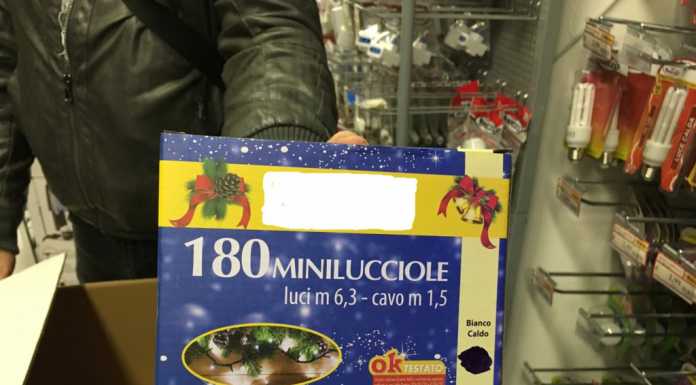 180 MINILUCCIOLE
luci m 6,3 - cavo m 1,5
Bianco
Caldo
ok TESTATO